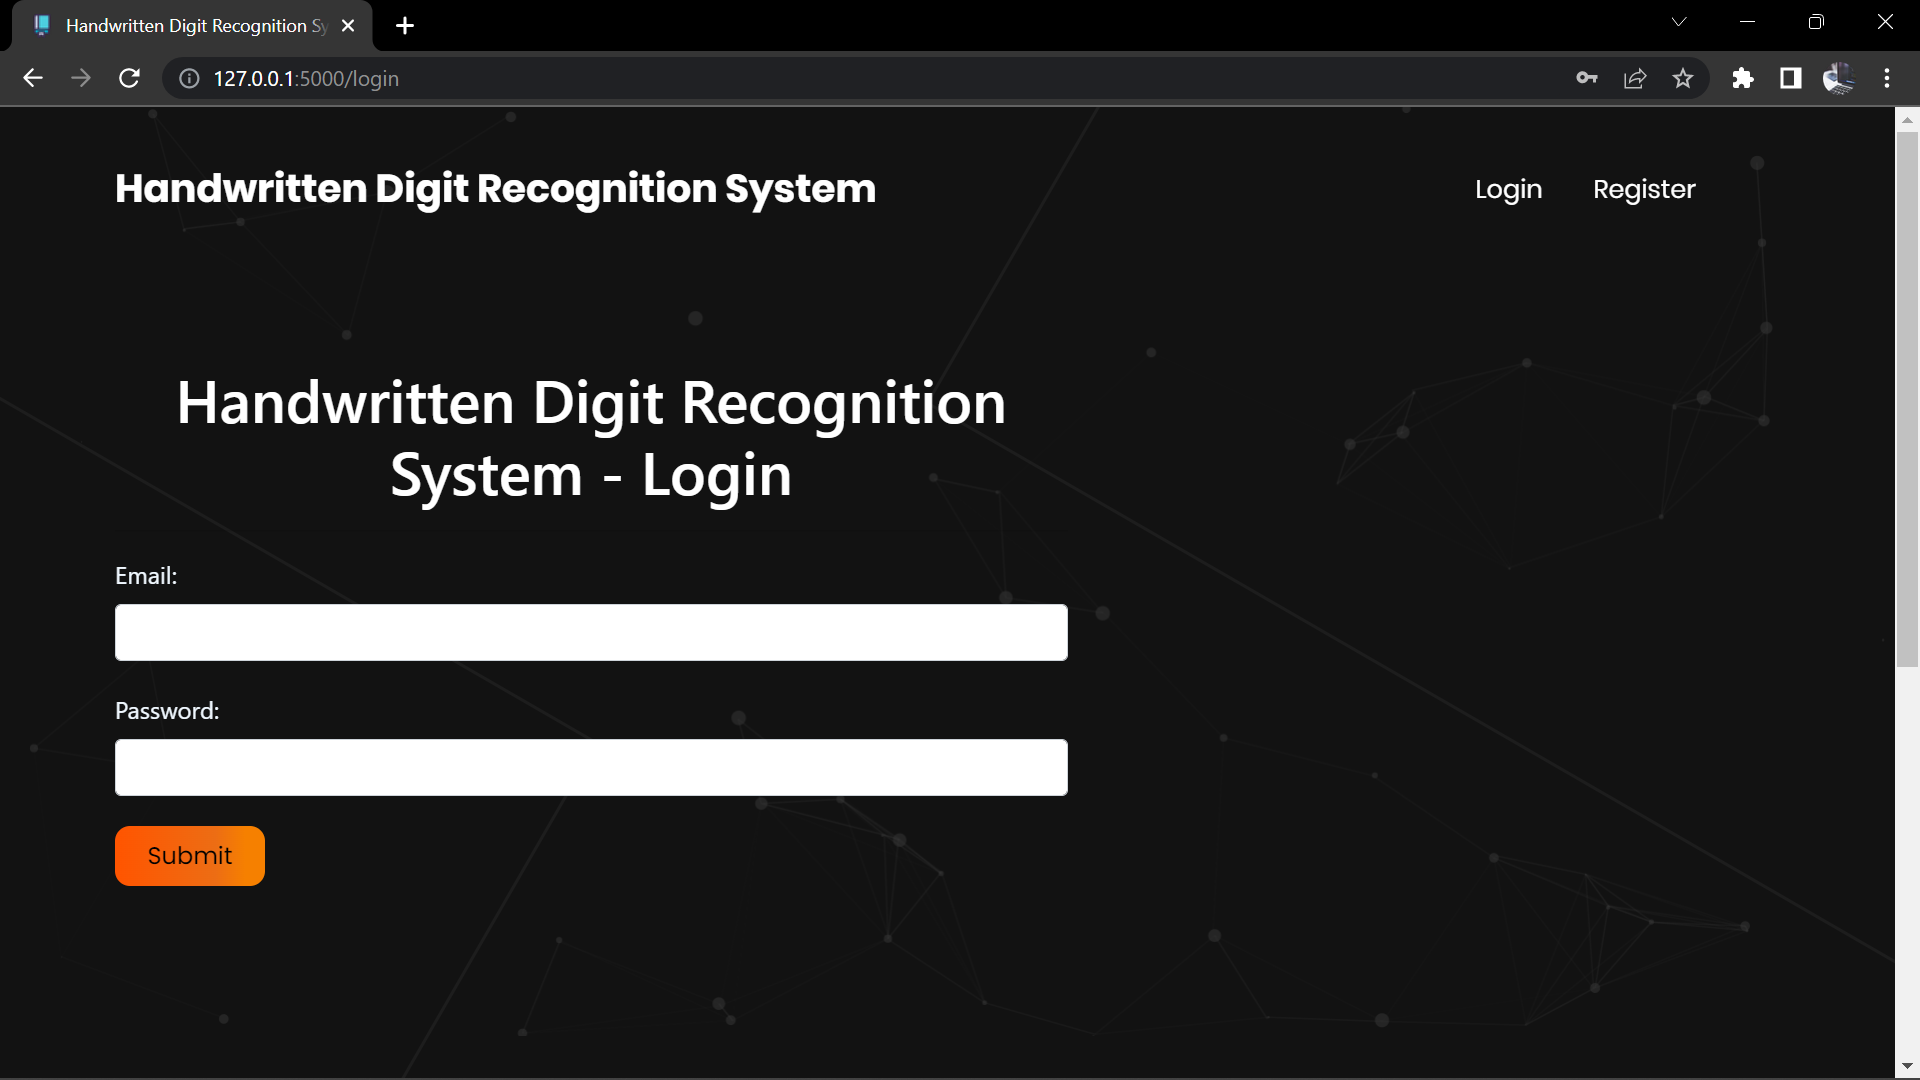 Handwritten Digit Recognition Sy
127.0.0.1:5000/login
Handwritten Digit Recognition System
Login
Register
Handwritten Digit Recognition
System - Login
Email:
Password:
Submit